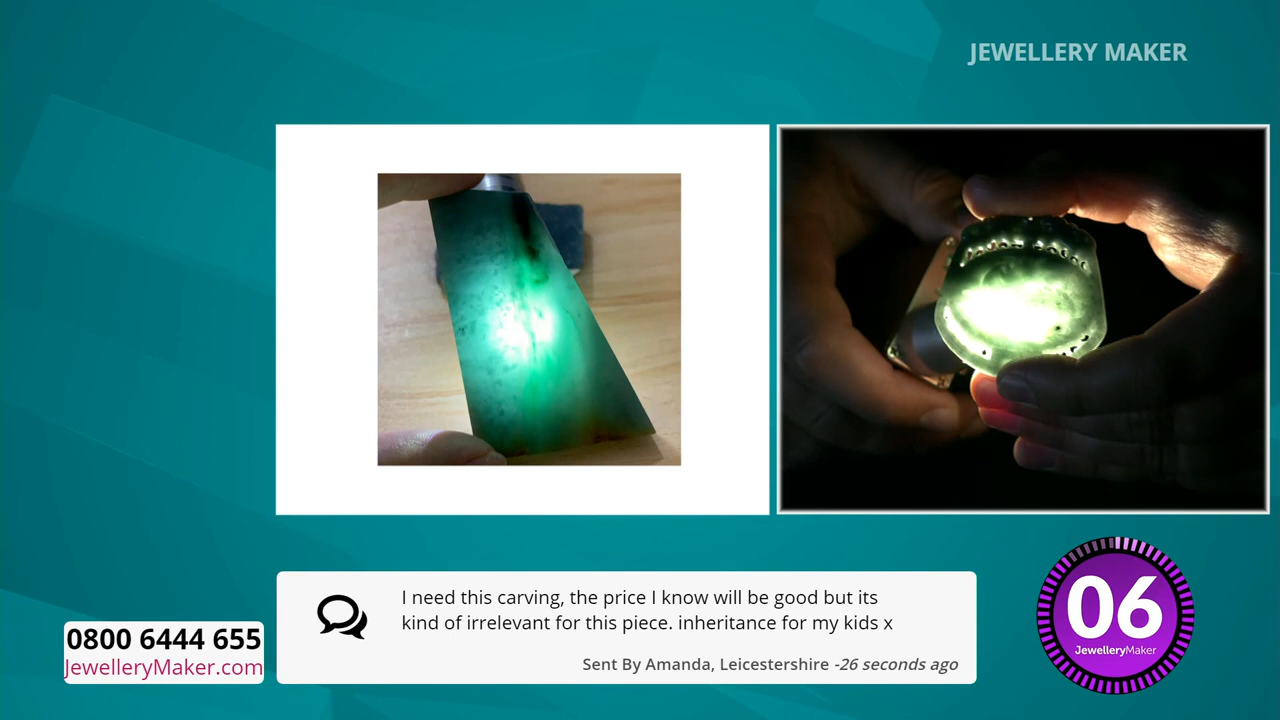 JEWELLERY MAKER
I need this carving, the price I know will be good but its
kind of irrelevant for this piece. inheritance for my kids x
Sent By Amanda, Leicestershire -26 seconds ago
0800 6444 655
JewelleryMaker.com
06
JewelleryMaker